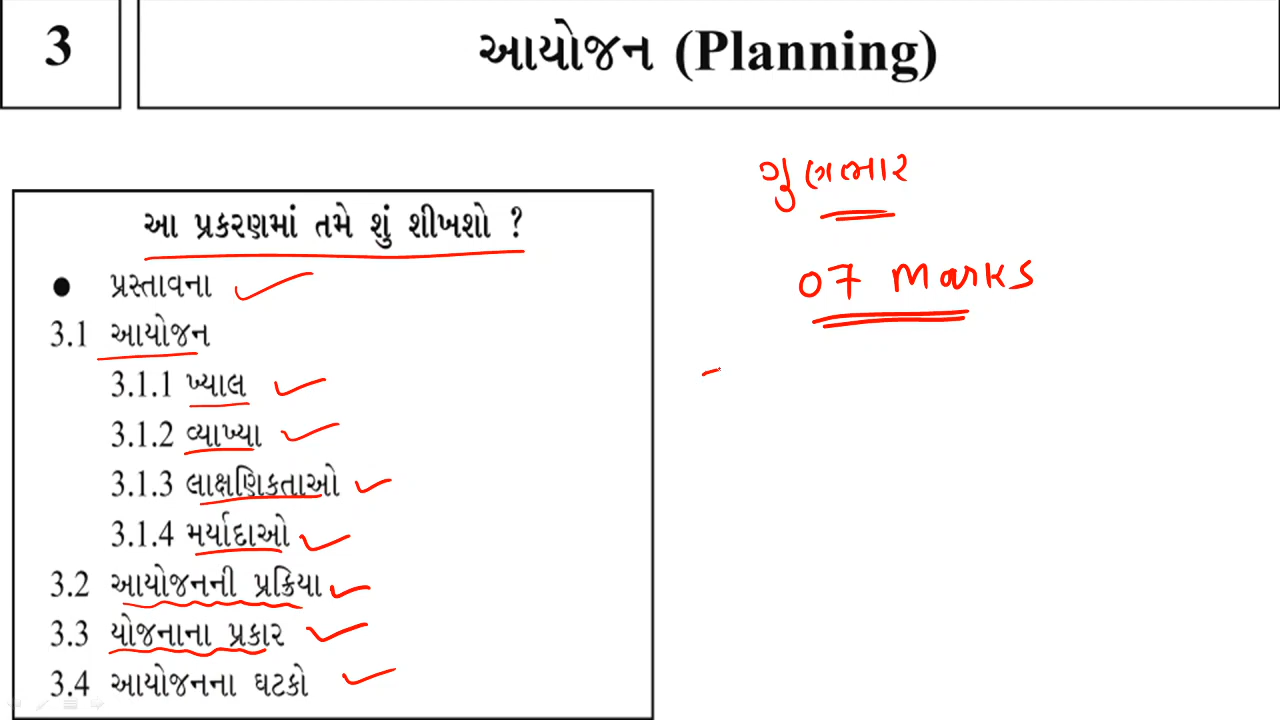 3
આયોજન (Planning)
આ પ્રકરણમાં તમે શું શીખશો ?
● પ્રસ્તાવના
3.1 આયોજન
3.1.1 ખ્યાલ
3.1.2 વ્યાખ્યા
3.1.3 લાક્ષણિકતાઓ
3.1.4 મર્યાદાઓ
3.2 આયોજનની પ્રક્રિયા
3.3 યોજનાના પ્રકાર
3.4 આયોજનના ઘટકો
ગુણભાર
07 Marks